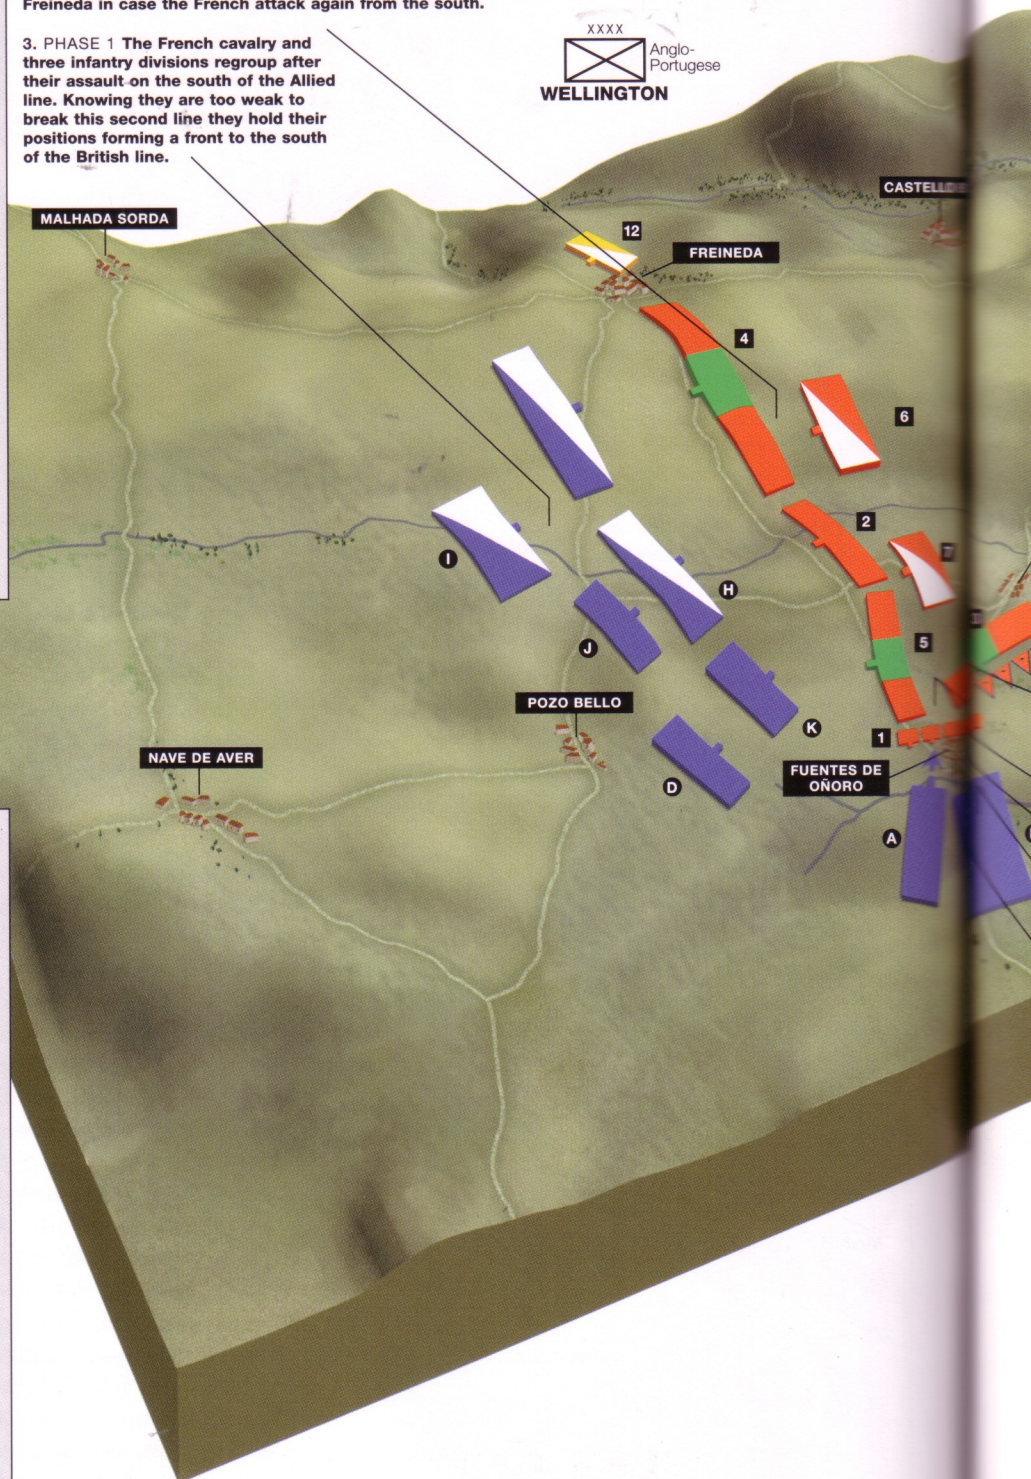 Freineda in case the French attack again from the south.
3. PHASE 1 The French cavalry and
three infantry divisions regroup after
their assault on the south of the Allied
line. Knowing they are too weak to
break this second line they hold their
positions forming a front to the south
of the British line.
XXXX
Anglo-
Portugese
WELLINGTON
CASTELLO
MALHADA SORDA
12
FREINEDA
4
6
2
7
I
H
J
5
3
POZO BELLO
K
1
NAVE DE AVER
FUENTES DE
OÑORO
D
A